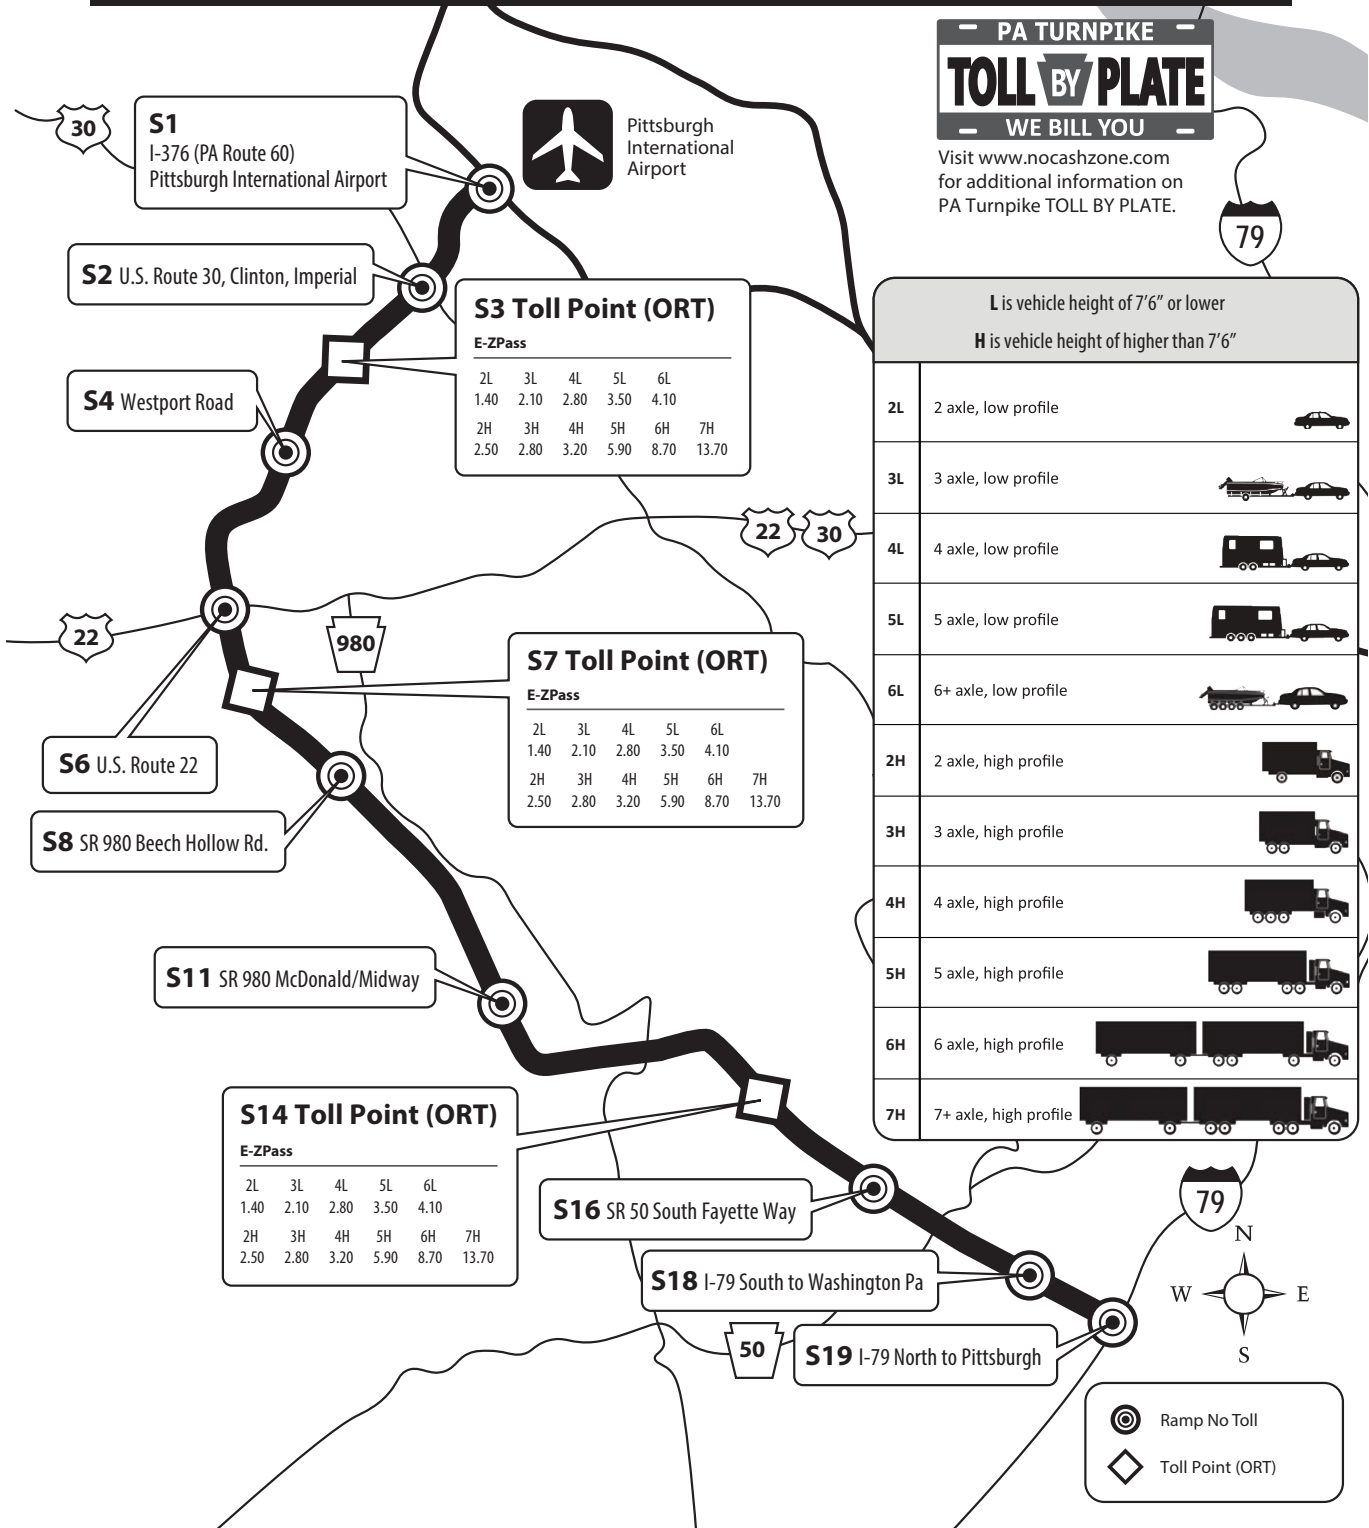 PA TURNPIKE
TOLL BY PLATE
WE BILL YOU
Visit www.nocashzone.com
for additional information on
PA Turnpike TOLL BY PLATE.
30
S1
I-376 (PA Route 60)
Pittsburgh International Airport
Pittsburgh
International
Airport
79
S2 U.S. Route 30, Clinton, Imperial
S3 Toll Point (ORT)
E-ZPass
2L 3L 4L 5L 6L
1.40 2.10 2.80 3.50 4.10
2H 3H 4H 5H 6H 7H
2.50 2.80 3.20 5.90 8.70 13.70
S4 Westport Road
22
30
22
980
S7 Toll Point (ORT)
E-ZPass
2L 3L 4L 5L 6L
1.40 2.10 2.80 3.50 4.10
2H 3H 4H 5H 6H 7H
2.50 2.80 3.20 5.90 8.70 13.70
S6 U.S. Route 22
S8 SR 980 Beech Hollow Rd.
S11 SR 980 McDonald/Midway
S14 Toll Point (ORT)
E-ZPass
2L 3L 4L 5L 6L
1.40 2.10 2.80 3.50 4.10
2H 3H 4H 5H 6H 7H
2.50 2.80 3.20 5.90 8.70 13.70
S16 SR 50 South Fayette Way
S18 I-79 South to Washington Pa
50
S19 I-79 North to Pittsburgh
L is vehicle height of 7'6" or lower
H is vehicle height of higher than 7'6"
2L 2 axle, low profile
3L 3 axle, low profile
4L 4 axle, low profile
5L 5 axle, low profile
6L 6+ axle, low profile
2H 2 axle, high profile
3H 3 axle, high profile
4H 4 axle, high profile
5H 5 axle, high profile
6H 6 axle, high profile
7H 7+ axle, high profile
79
N
W E
S
Ramp No Toll
Toll Point (ORT)